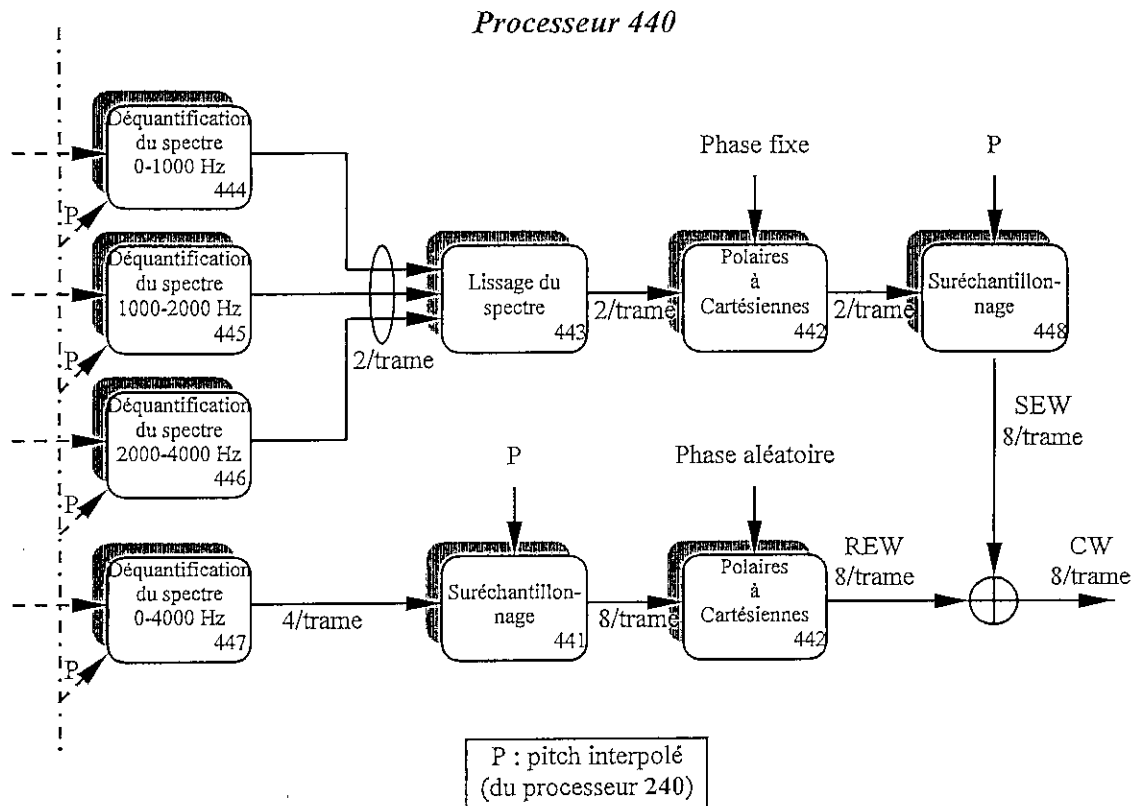 Processeur 440
Déquantification
du spectre
0-1000 Hz
444
P
Déquantification
du spectre
1000-2000 Hz
445
P
Déquantification
du spectre
2000-4000 Hz
446
P
Déquantification
du spectre
0-4000 Hz
447
P
2/trame
Lissage du
spectre
443
2/trame
Phase fixe
Polaires
à
Cartésiennes
442
2/trame
P
Suréchantillon-
nage
448
SEW
8/trame
4/trame
P
Suréchantillon-
nage
441
8/trame
Phase aléatoire
Polaires
à
Cartésiennes
442
REW
8/trame
CW
8/trame
P : pitch interpolé
(du processeur 240)